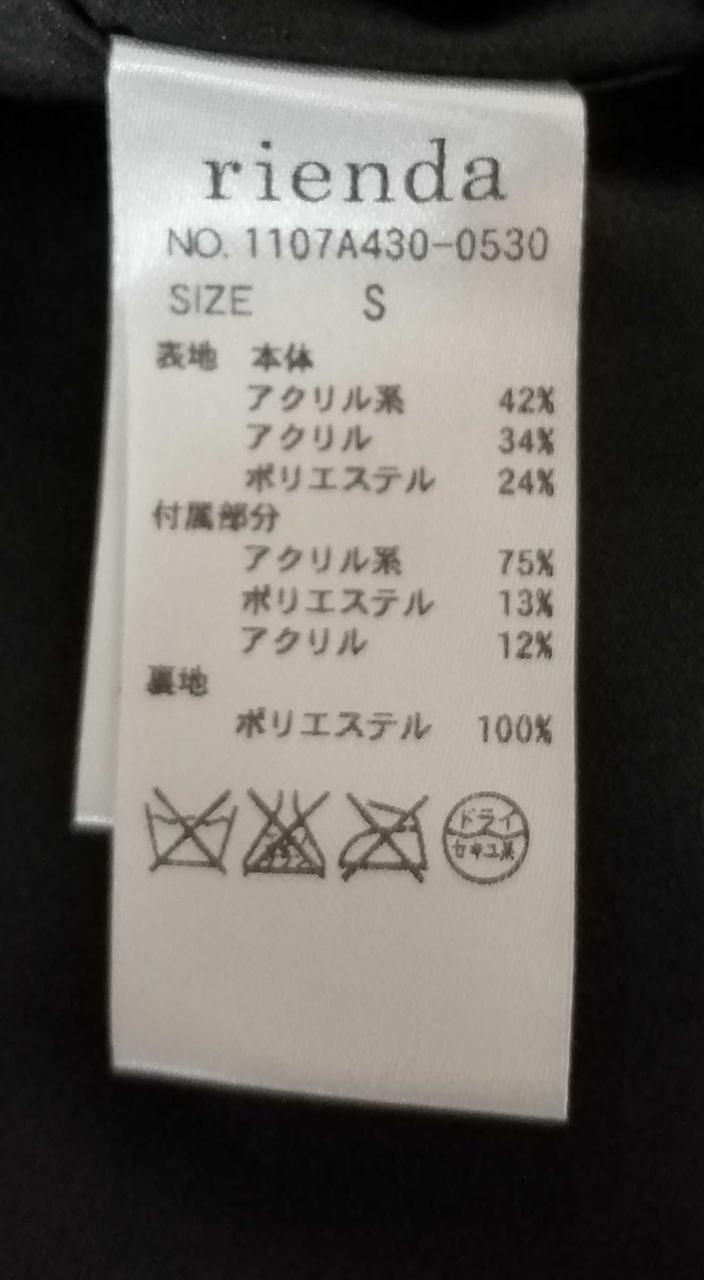 rienda
NO. 1107A430-0530
SIZE S
表地 本体
アクリル系 42%
アクリル 34%
ポリエステル 24%
付属部分
アクリル系 75%
ポリエステル 13%
アクリル 12%
裏地
ポリエステル 100%
ドライ
セキユ系